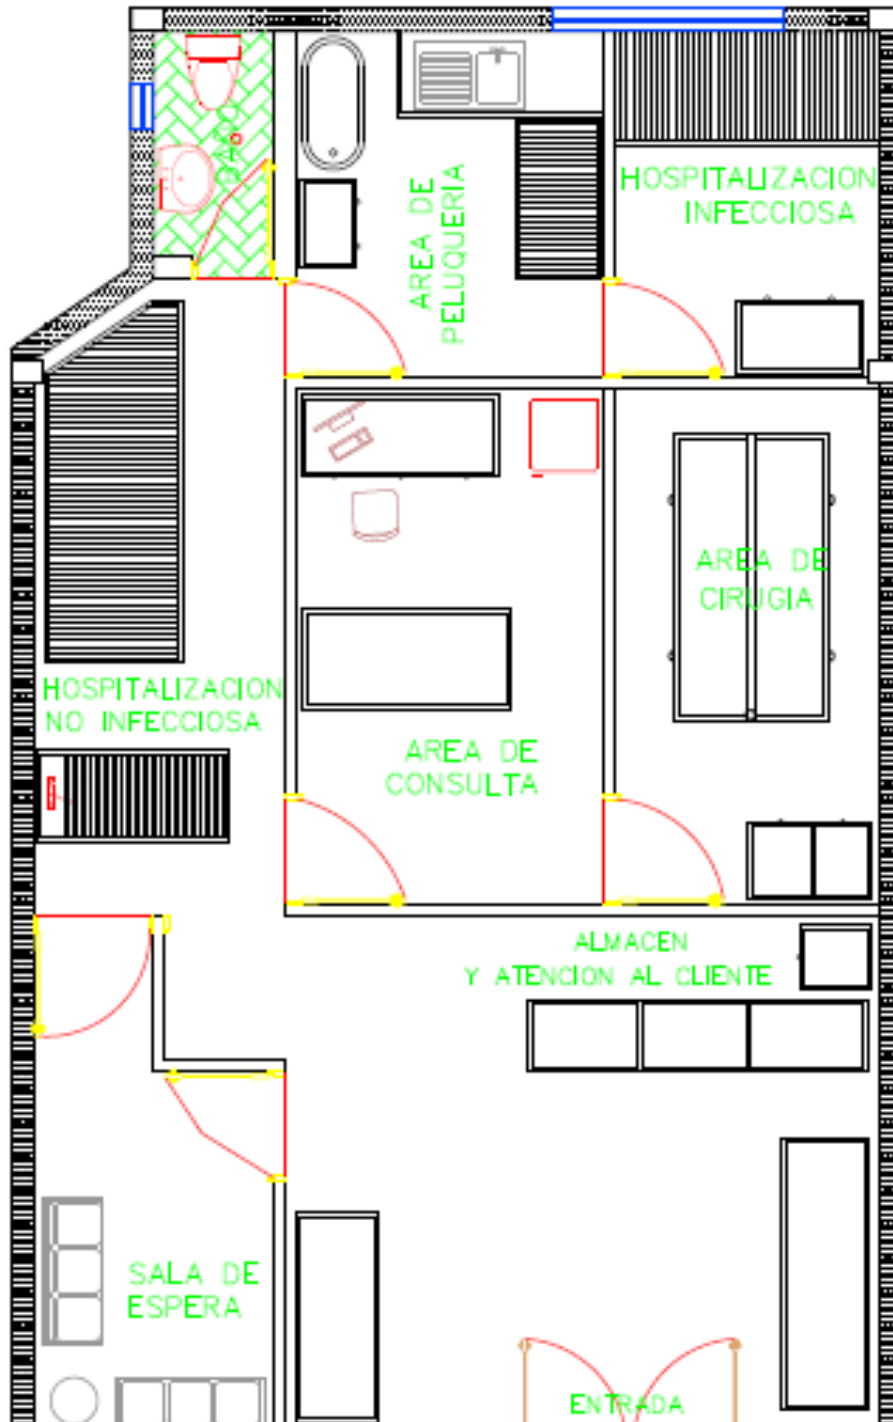 BAÑO
AREA DE
PELUQUERIA
HOSPITALIZACION
INFECCIOSA
AREA DE
CIRUGIA
HOSPITALIZACION
NO INFECCIOSA
AREA DE
CONSULTA
ALMACEN
Y ATENCION AL CLIENTE
SALA DE
ESPERA
ENTRADA